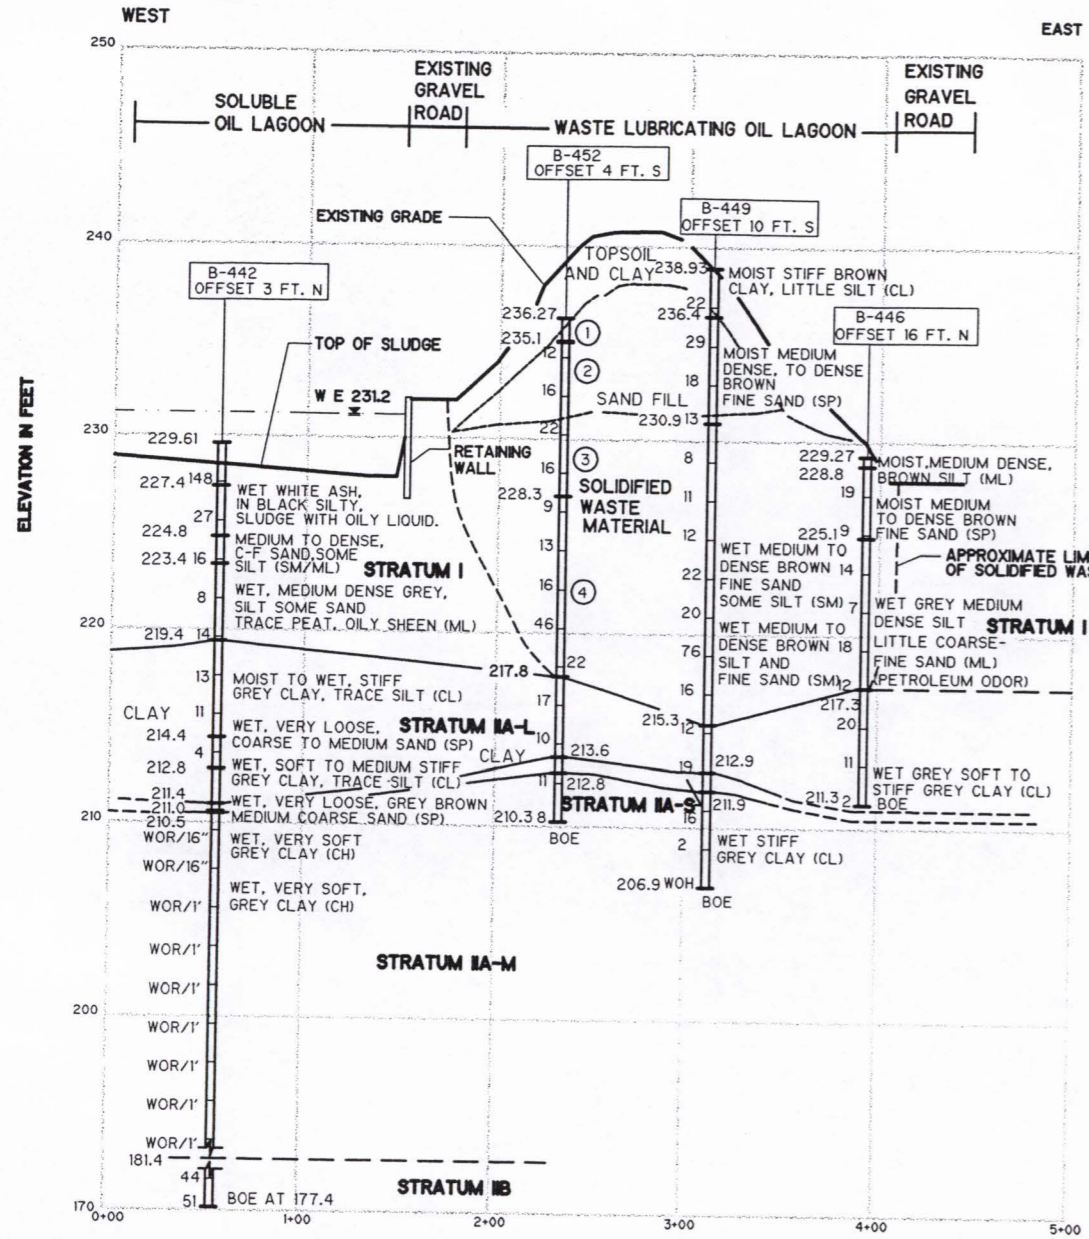 WEST
EAST
250
EXISTING
GRAVEL
ROAD
EXISTING
GRAVEL
ROAD
SOLUBLE
OIL LAGOON
WASTE LUBRICATING OIL LAGOON
B-452
OFFSET 4 FT. S
B-449
OFFSET 10 FT. S
EXISTING GRADE
240
TOPSOIL
AND CLAY
238.93
MOIST STIFF BROWN
CLAY, LITTLE SILT (CL)
B-442
OFFSET 3 FT. N
B-446
OFFSET 16 FT. N
236.27
22
236.4
235.1
1
TOP OF SLUDGE
12
2
29
MOIST MEDIUM
DENSE, TO DENSE
BROWN
FINE SAND (SP)
18
16
W E 231.2
SAND FILL
230.9
13
ELEVATION IN FEET
230
22
229.61
RETAINING
WALL
3
16
8
229.27
228.8
MOIST, MEDIUM DENSE,
BROWN SILT (ML)
227.4
148
228.3
SOLIDIFIED
WASTE
MATERIAL
9
11
19
WET WHITE ASH,
IN BLACK SILTY,
SLUDGE WITH OILY LIQUID.
MOIST MEDIUM
TO DENSE BROWN
FINE SAND (SP)
27
224.8
225.1
9
MEDIUM TO DENSE,
C-F SAND, SOME
SILT (SM/ML)
13
12
223.4
16
STRATUM I
APPROXIMATE LIM
OF SOLIDIFIED WAS
WET MEDIUM TO
DENSE BROWN
FINE SAND
SOME SILT (SM)
14
16
4
22
8
WET, MEDIUM DENSE GREY,
SILT SOME SAND
TRACE PEAT, OILY SHEEN (ML)
20
7
WET GREY MEDIUM
DENSE SILT
LITTLE COARSE-
FINE SAND (ML)
(PETROLEUM ODOR)
STRATUM I
220
219.4
14
46
76
WET MEDIUM TO
DENSE BROWN
SILT AND
FINE SAND (SM)
18
217.8
22
13
MOIST TO WET, STIFF
GREY CLAY, TRACE SILT (CL)
17
16
12
217.3
CLAY
11
STRATUM IIA-L
215.3
12
20
214.4
WET, VERY LOOSE,
COARSE TO MEDIUM SAND (SP)
10
4
CLAY
213.6
19
212.9
11
212.8
WET, SOFT TO MEDIUM STIFF
GREY CLAY, TRACE SILT (CL)
11
212.8
WET GREY SOFT TO
STIFF GREY CLAY (CL)
STRATUM IIA-S
211.9
211.3
2
BOE
211.4
211.0
WET, VERY LOOSE, GREY BROWN
MEDIUM COARSE SAND (SP)
210
210.5
210.3
8
BOE
16
WOR/16"
WET, VERY SOFT
GREY CLAY (CH)
2
WET STIFF
GREY CLAY (CL)
WOR/16"
206.9
WOH
BOE
WET, VERY SOFT,
GREY CLAY (CH)
WOR/1'
WOR/1'
STRATUM IIA-M
WOR/1'
200
WOR/1'
WOR/1'
WOR/1'
WOR/1'
181.4
44
STRATUM IIB
51
BOE AT 177.4
170
0+00
1+00
2+00
3+00
4+00
5+00